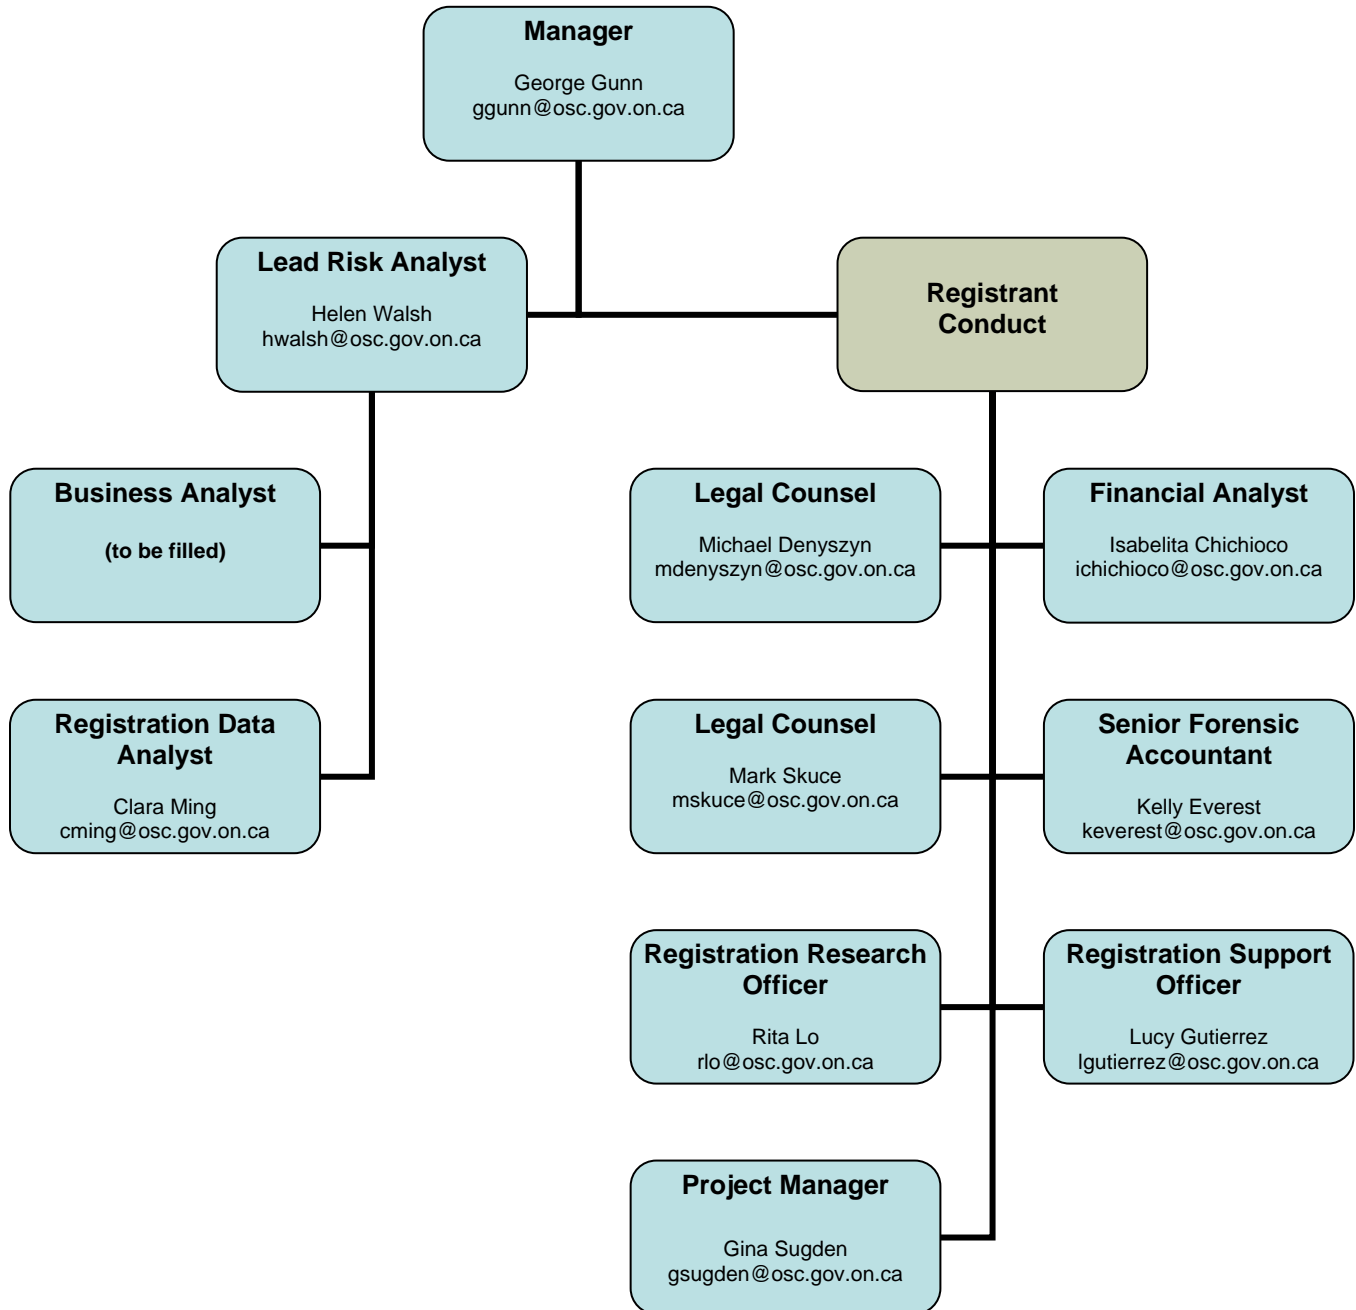 Manager
George Gunn
ggunn@osc.gov.on.ca
Lead Risk Analyst
Helen Walsh
hwalsh@osc.gov.on.ca
Registrant
Conduct
Business Analyst
(to be filled)
Legal Counsel
Michael Denyszyn
mdenyszyn@osc.gov.on.ca
Financial Analyst
Isabelita Chichioco
ichichioco@osc.gov.on.ca
Registration Data
Analyst
Clara Ming
cming@osc.gov.on.ca
Legal Counsel
Mark Skuce
mskuce@osc.gov.on.ca
Senior Forensic
Accountant
Kelly Everest
keverest@osc.gov.on.ca
Registration Research
Officer
Rita Lo
rlo@osc.gov.on.ca
Registration Support
Officer
Lucy Gutierrez
lgutierrez@osc.gov.on.ca
Project Manager
Gina Sugden
gsugden@osc.gov.on.ca